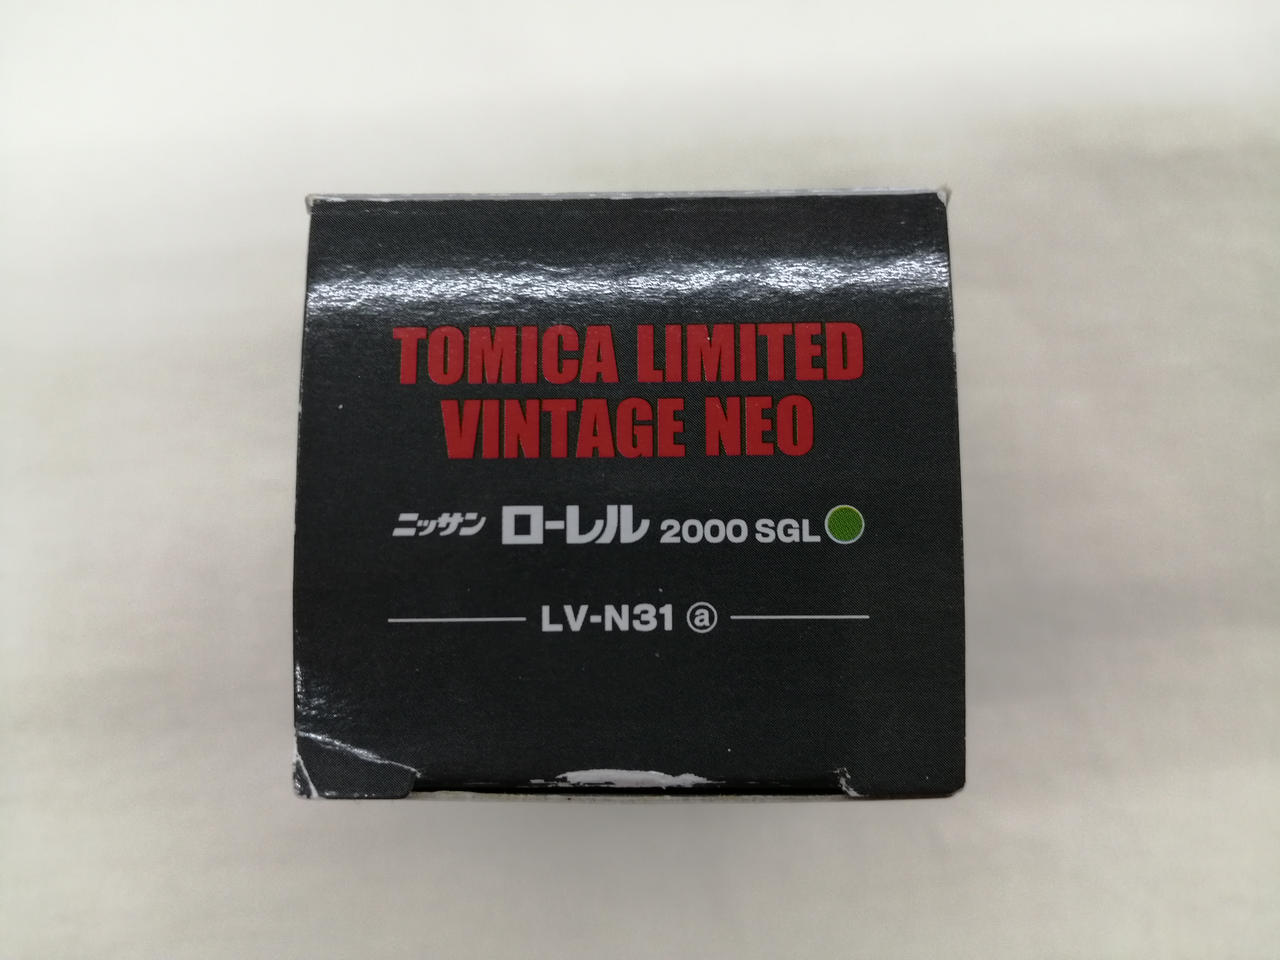 TOMICA LIMITED
VINTAGE NEO
ニッサン ローレル 2000 SGL
LV-N31 ⓐ